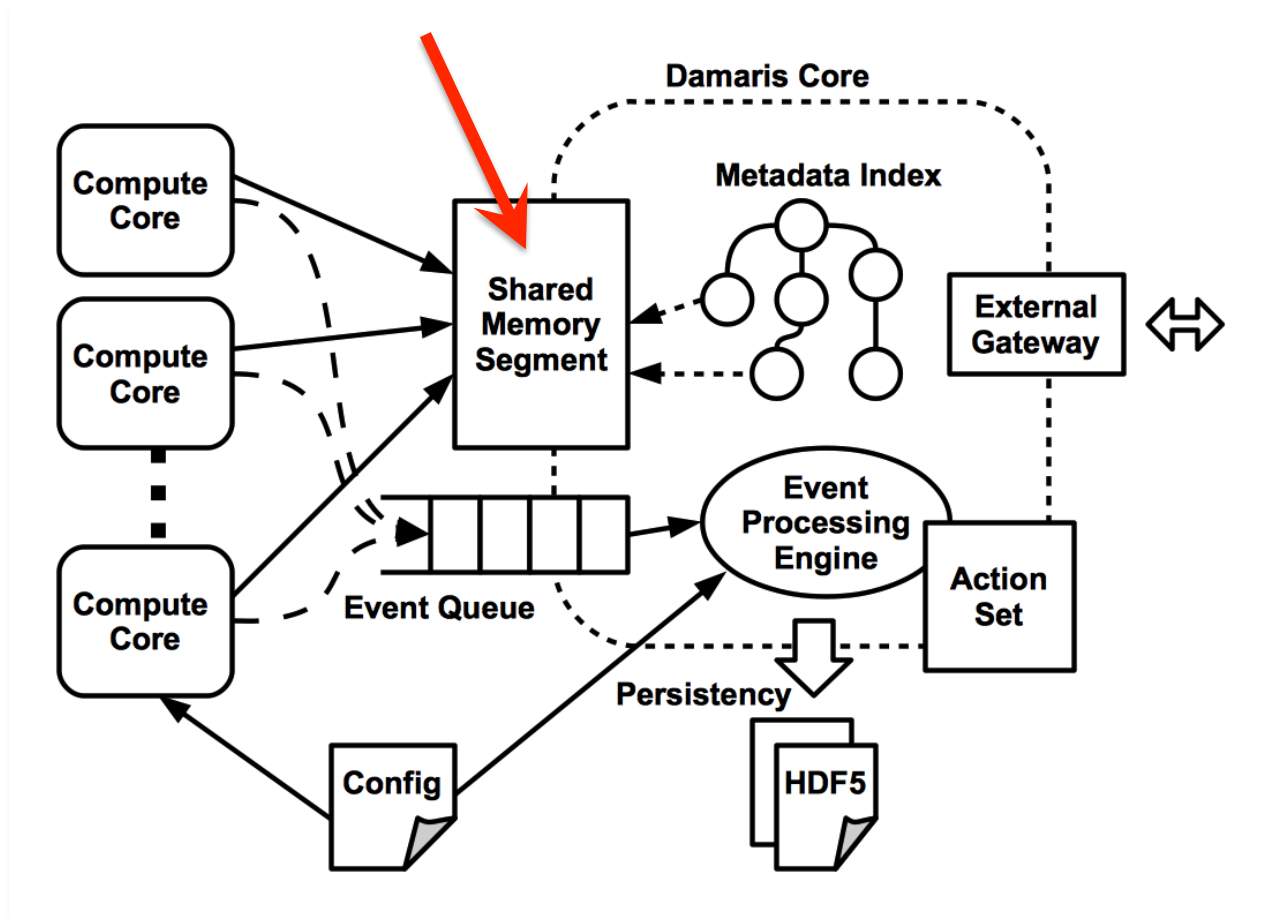 Damaris Core
Compute
Core
Metadata Index
Shared
Memory
Segment
External
Gateway
Compute
Core
Event
Processing
Engine
Action
Set
Event Queue
Compute
Core
Persistency
Config
HDF5